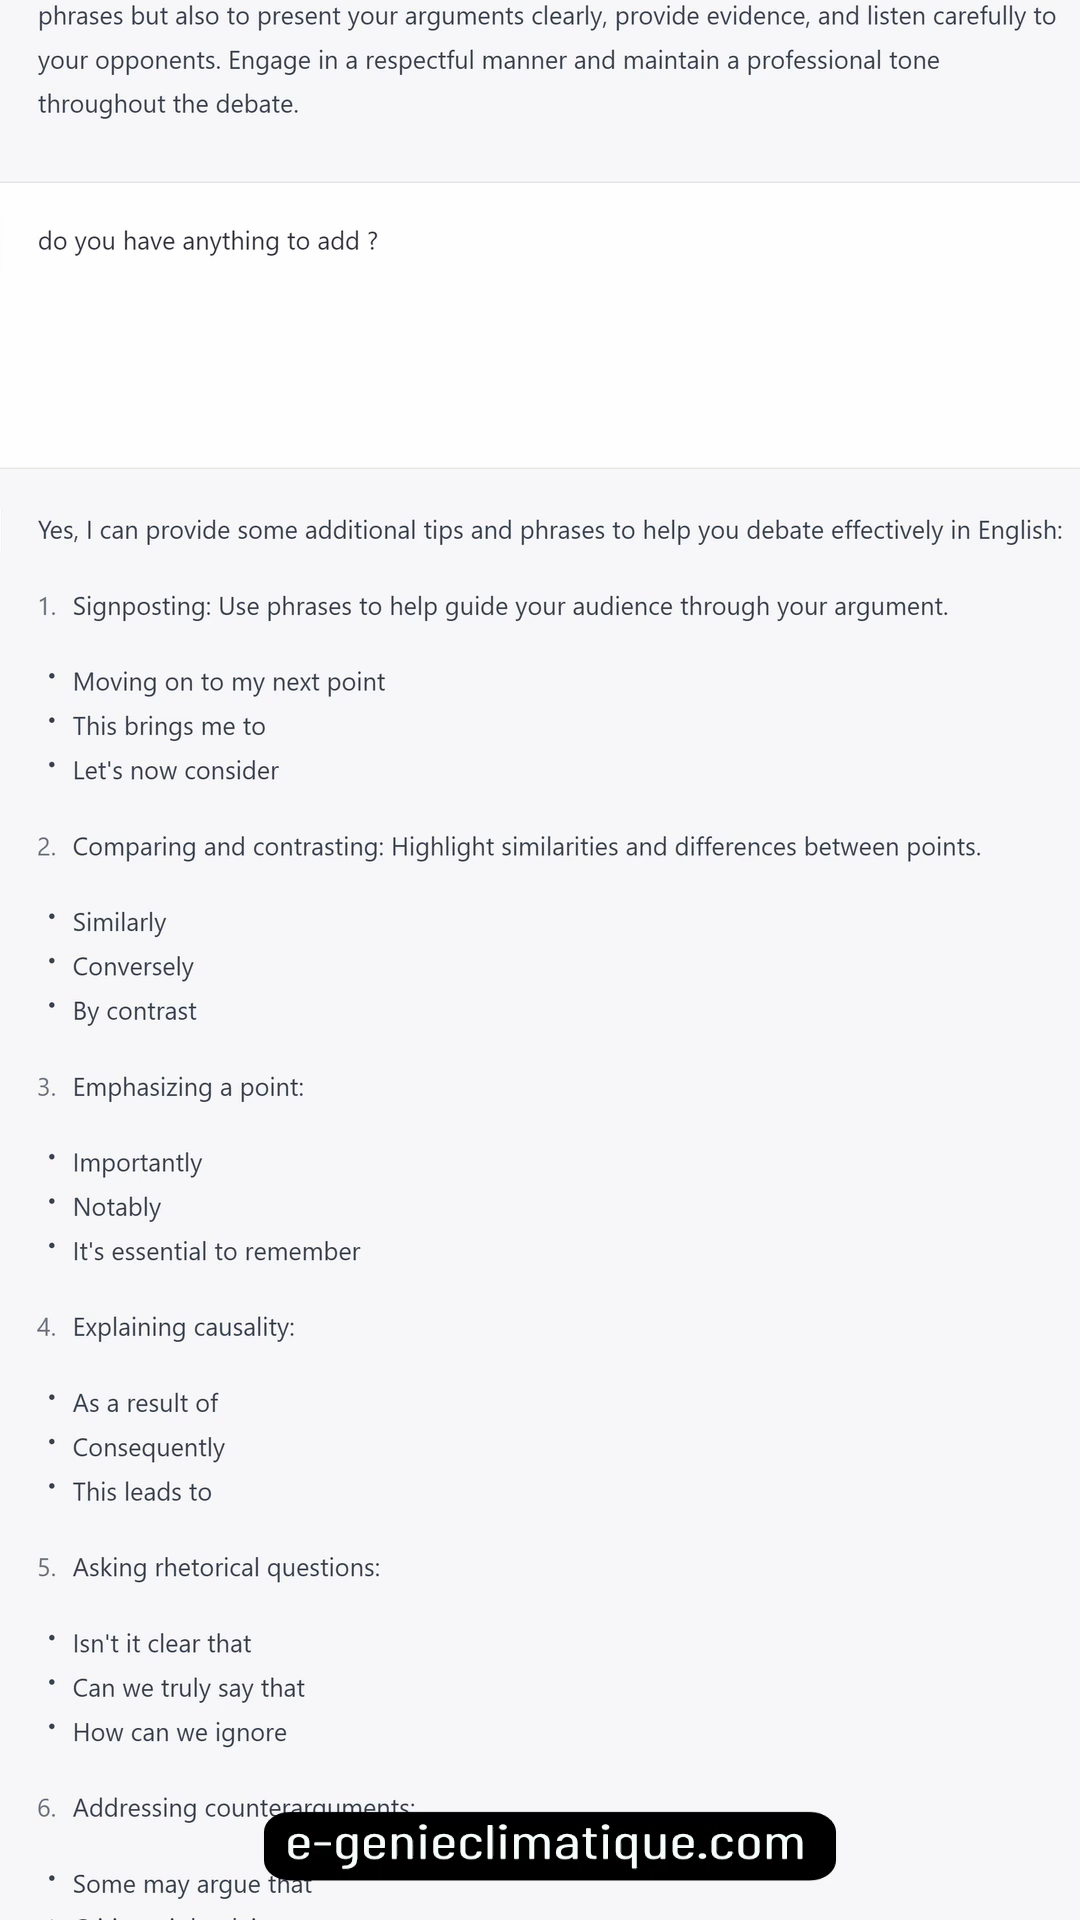 phrases but also to present your arguments clearly, provide evidence, and listen carefully to
your opponents. Engage in a respectful manner and maintain a professional tone
throughout the debate.
do you have anything to add ?
Yes, I can provide some additional tips and phrases to help you debate effectively in English:
1. Signposting: Use phrases to help guide your audience through your argument.
• Moving on to my next point
• This brings me to
• Let's now consider
2. Comparing and contrasting: Highlight similarities and differences between points.
• Similarly
• Conversely
• By contrast
3. Emphasizing a point:
• Importantly
• Notably
• It's essential to remember
4. Explaining causality:
• As a result of
• Consequently
• This leads to
5. Asking rhetorical questions:
• Isn't it clear that
• Can we truly say that
• How can we ignore
6. Addressing counterarguments:
e-genieclimatique.com
• Some may argue that